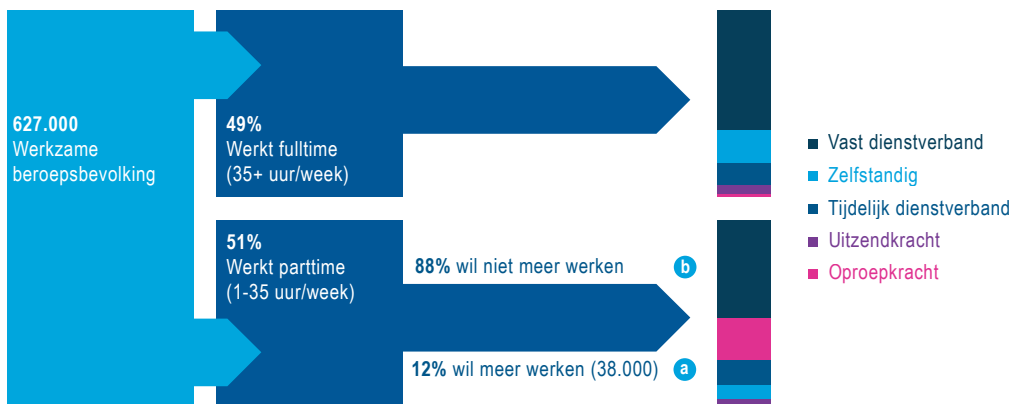 627.000
Werkzame
beroepsbevolking
49%
Werkt fulltime
(35+ uur/week)
51%
Werkt parttime
(1-35 uur/week)
88% wil niet meer werken
b
12% wil meer werken (38.000)
a
Vast dienstverband
Zelfstandig
Tijdelijk dienstverband
Uitzendkracht
Oproepkracht